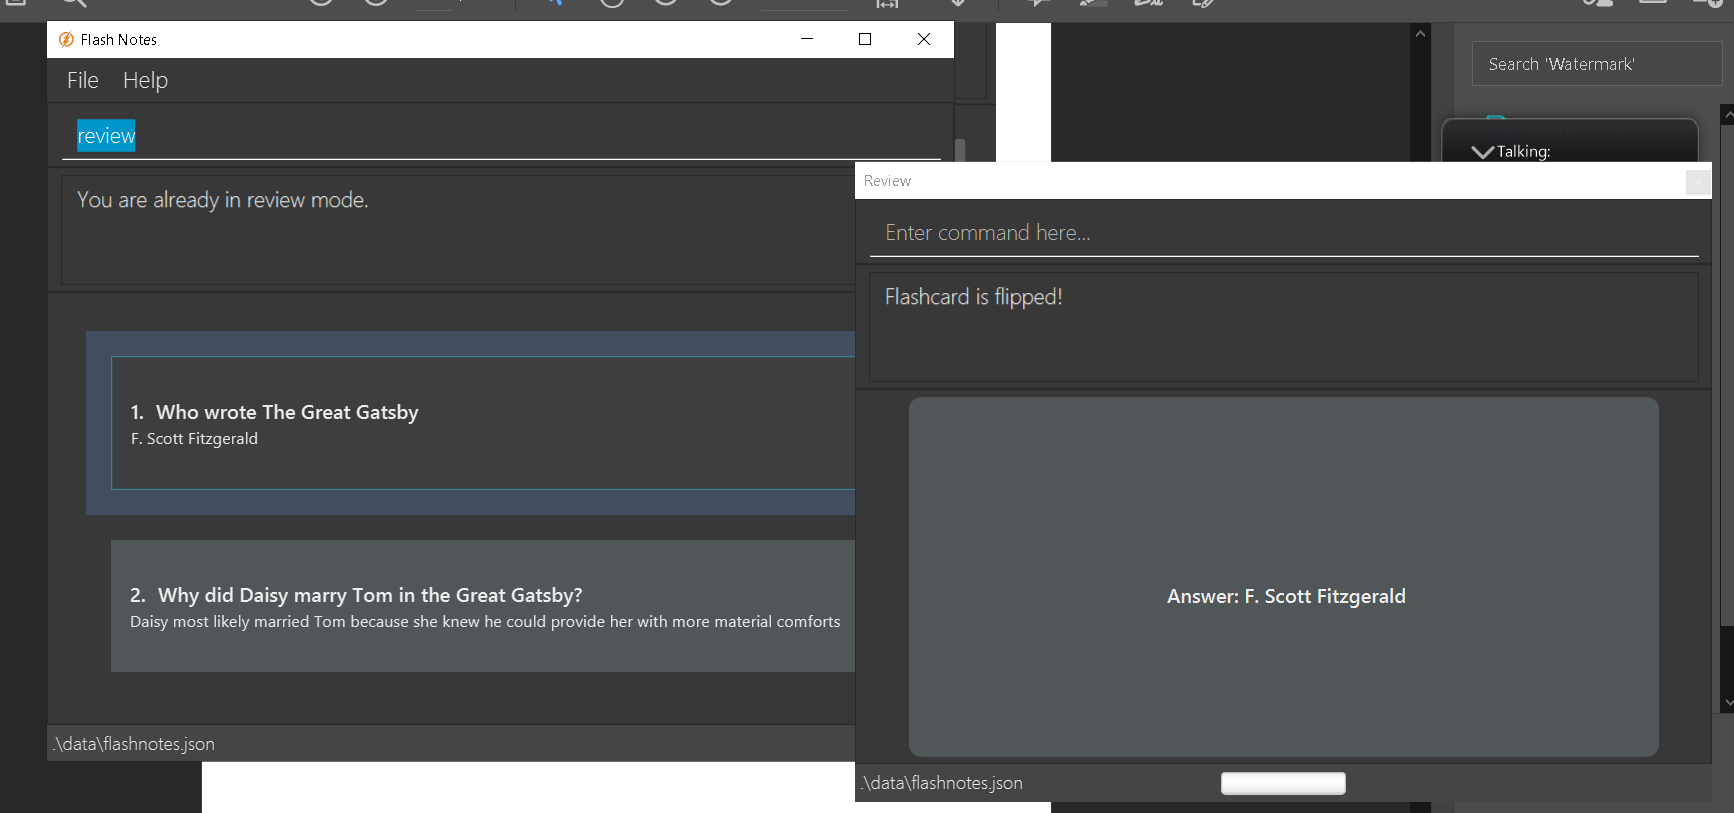 Flash Notes
File Help
review
You are already in review mode.
1. Who wrote The Great Gatsby
F. Scott Fitzgerald
2. Why did Daisy marry Tom in the Great Gatsby?
Daisy most likely married Tom because she knew he could provide her with more material comforts
.\data\flashnotes.json
Search 'Watermark'
Talking:
Review
Enter command here...
Flashcard is flipped!
Answer: F. Scott Fitzgerald
.\data\flashnotes.json